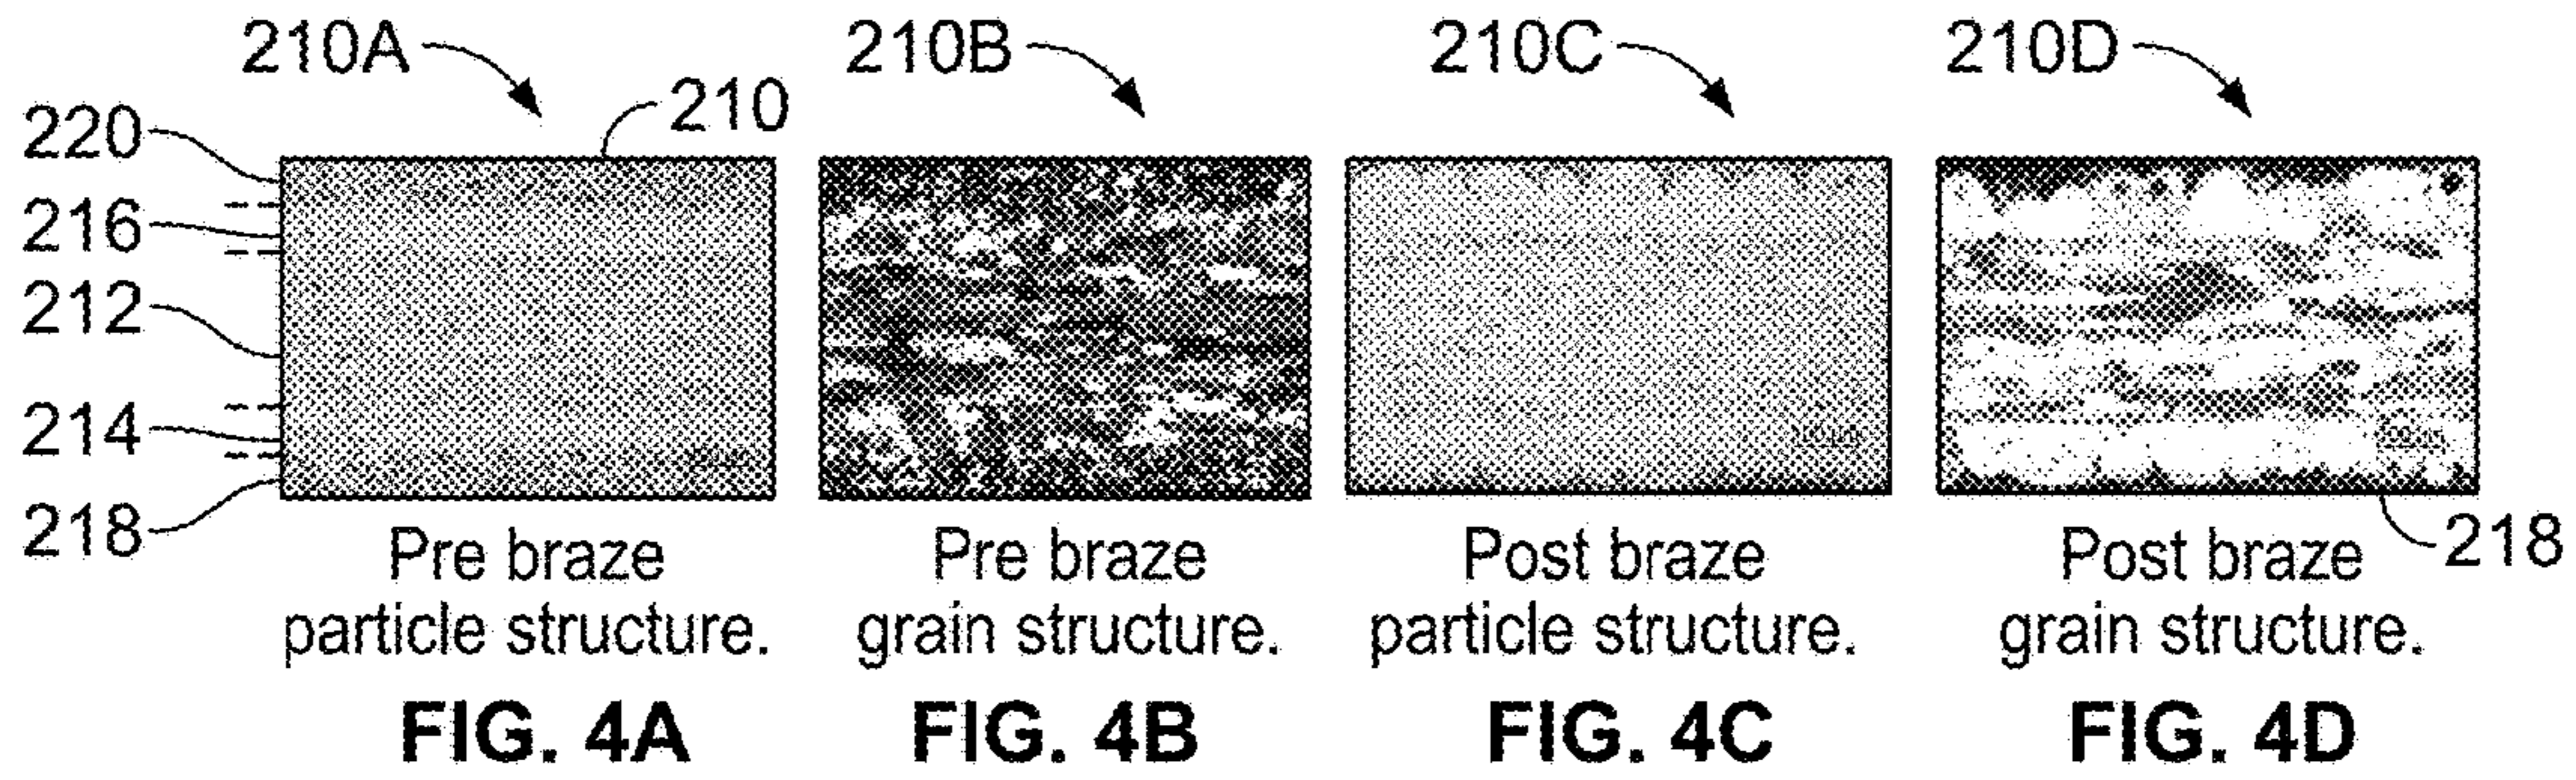 210A 210B 210C 210D
210
220
216
212
214
218
218
Pre braze
particle structure.
Pre braze
grain structure.
Post braze
particle structure.
Post braze
grain structure.
FIG. 4A
FIG. 4B
FIG. 4C
FIG. 4D